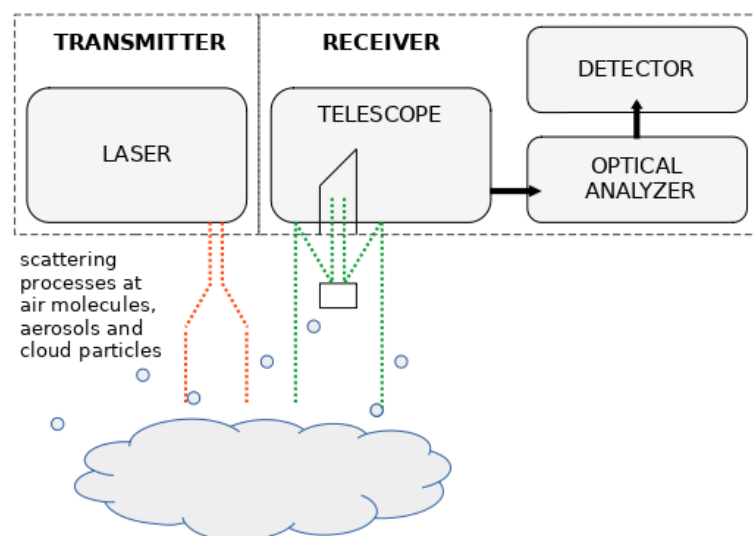 TRANSMITTER
RECEIVER
LASER
TELESCOPE
DETECTOR
OPTICAL
ANALYZER
scattering
processes at
air molecules,
aerosols and
cloud particles